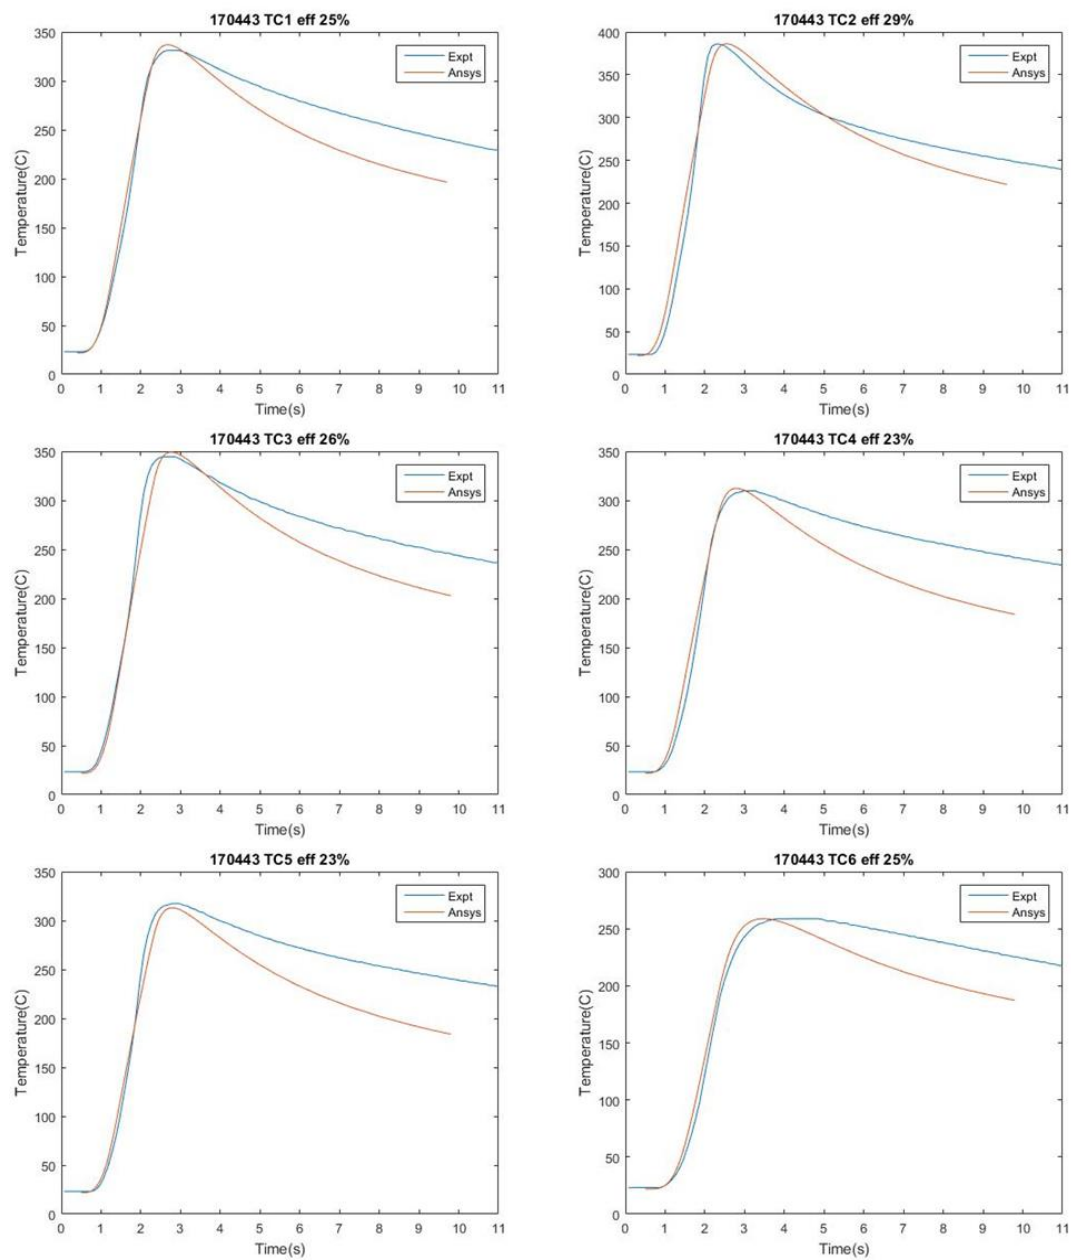 170443 TC1 eff 25%
350
300
250
200
150
100
50
0
Temperature(C)
Expt
Ansys
0 1 2 3 4 5 6 7 8 9 10 11
Time(s)
170443 TC2 eff 29%
400
350
300
250
200
150
100
50
0
Temperature(C)
Expt
Ansys
0 1 2 3 4 5 6 7 8 9 10 11
Time(s)
170443 TC3 eff 26%
350
300
250
200
150
100
50
0
Temperature(C)
Expt
Ansys
0 1 2 3 4 5 6 7 8 9 10 11
Time(s)
170443 TC4 eff 23%
350
300
250
200
150
100
50
0
Temperature(C)
Expt
Ansys
0 1 2 3 4 5 6 7 8 9 10 11
Time(s)
170443 TC5 eff 23%
350
300
250
200
150
100
50
0
Temperature(C)
Expt
Ansys
0 1 2 3 4 5 6 7 8 9 10 11
Time(s)
170443 TC6 eff 25%
300
250
200
150
100
50
0
Temperature(C)
Expt
Ansys
0 1 2 3 4 5 6 7 8 9 10 11
Time(s)